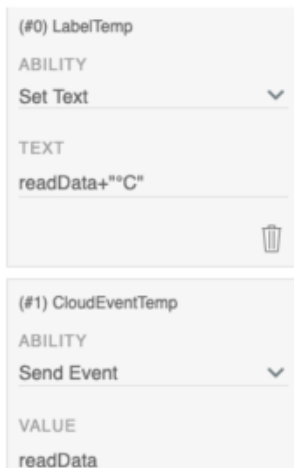 (#0) LabelTemp
ABILITY
Set Text
TEXT
readData+"°C"
(#1) CloudEventTemp
ABILITY
Send Event
VALUE
readData